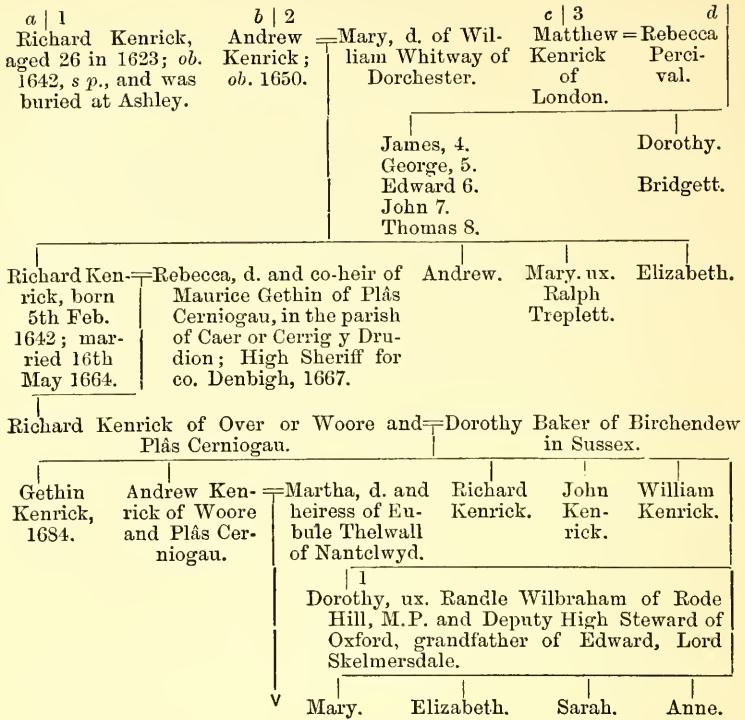 a | 1 b | 2 c | 3 d
Richard Kenrick,
aged 26 in 1623; ob.
1642, s p., and was
buried at Ashley.
Andrew
Kenrick;
ob. 1650.
=Mary, d. of Wil-
liam Whitway of
Dorchester.
Matthew
Kenrick
of
London.
=Rebecca
Perci-
val.
James, 4.
George, 5.
Edward 6.
John 7.
Thomas 8.
Dorothy.
Bridgett.
Richard Ken-
rick, born
5th Feb.
1642; mar-
ried 16th
May 1664.
=Rebecca, d. and co-heir of
Maurice Gethin of Plâs
Cerniogau, in the parish
of Caer or Cerrig y Dru-
dion; High Sheriff for
co. Denbigh, 1667.
Andrew.
Mary. ux.
Ralph
Treplett.
Elizabeth.
Richard Kenrick of Over or Woore and
Plâs Cerniogau.
=Dorothy Baker of Birchendew
in Sussex.
Gethin
Kenrick,
1684.
Andrew Ken-
rick of Woore
and Plâs Cer-
niogau.
=Martha, d. and
heiress of Eu-
bule Thelwall
of Nantclwyd.
Richard
Kenrick.
John
Ken-
rick.
William
Kenrick.
| 1
Dorothy, ux. Randle Wilbraham of Rode
Hill, M.P. and Deputy High Steward of
Oxford, grandfather of Edward, Lord
Skelmersdale.
v
Mary. Elizabeth. Sarah. Anne.